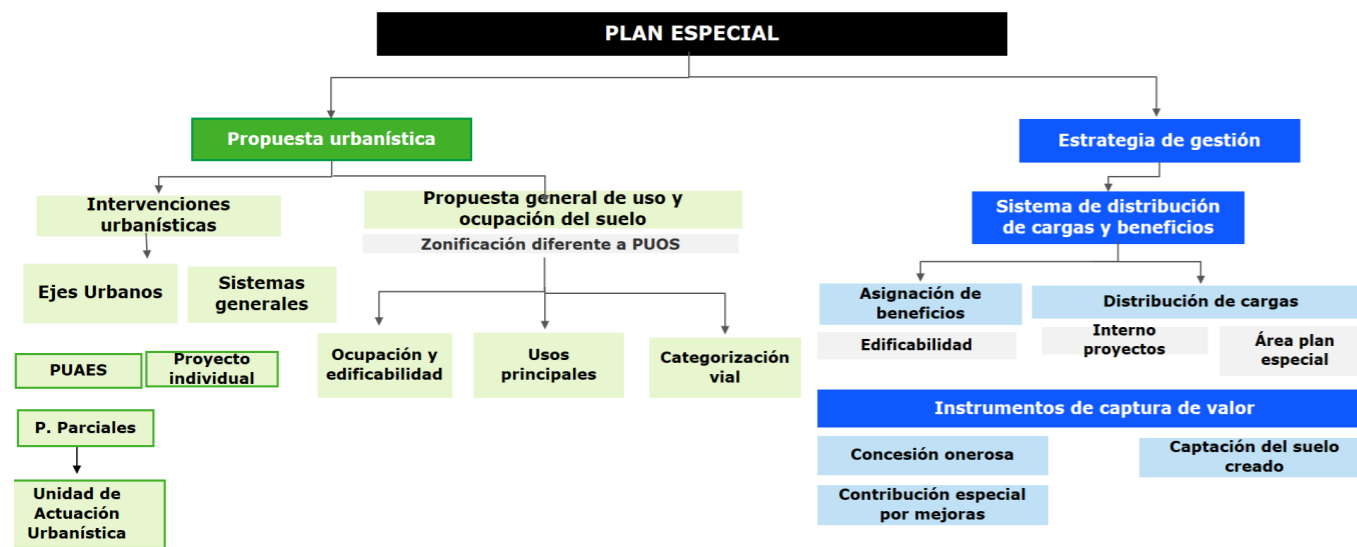 PLAN ESPECIAL
Propuesta urbanística
Estrategia de gestión
Intervenciones
urbanísticas
Propuesta general de uso y
ocupación del suelo
Zonificación diferente a PUOS
Sistema de distribución
de cargas y beneficios
Ejes Urbanos
Sistemas
generales
Asignación de
beneficios
Distribución de cargas
Edificabilidad
Interno
proyectos
Área plan
especial
Ocupación y
edificabilidad
Usos
principales
Categorización
vial
PUAES
Proyecto
individual
P. Parciales
Unidad de
Actuación
Urbanística
Instrumentos de captura de valor
Concesión onerosa
Captación del suelo
creado
Contribución especial
por mejoras